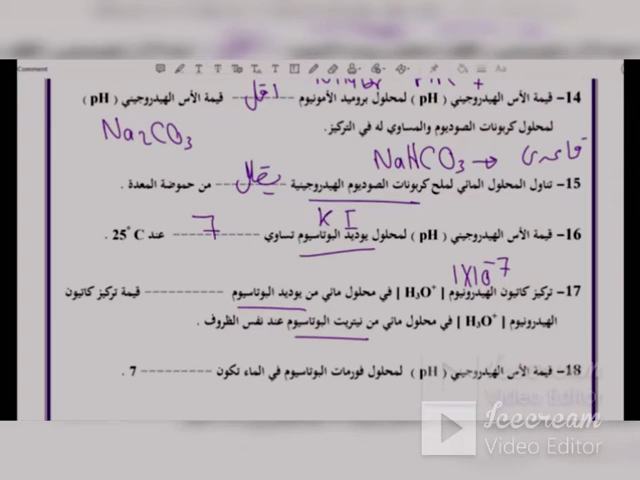 Comment
14- قيمة الأس الهيدروجيني ( pH ) لمحلول بروميد الأمونيوم أقل قيمة الأس الهيدروجيني ( pH )
لمحلول كربونات الصوديوم والمساوي له في التركيز.
Na2CO3
NaHCO3 → قاعدي
15- تناول المحلول المائي لملح كربونات الصوديوم الهيدروجينية يقلل من حموضة المعدة .
KI
16- قيمة الأس الهيدروجيني ( pH ) لمحلول يوديد البوتاسيوم تساوي 7 عند 25°C .
1X10-7
17- تركيز كاتيون الهيدرونيوم [ H3O+ ] في محلول مائي من يوديد البوتاسيوم ---------- قيمة تركيز كاتيون
الهيدرونيوم [ H3O+ ] في محلول مائي من نيتريت البوتاسيوم عند نفس الظروف .
18- قيمة الأس الهيدروجيني ( pH ) لمحلول فورمات البوتاسيوم في الماء تكون ---------- 7 .
Icecream
Video Editor